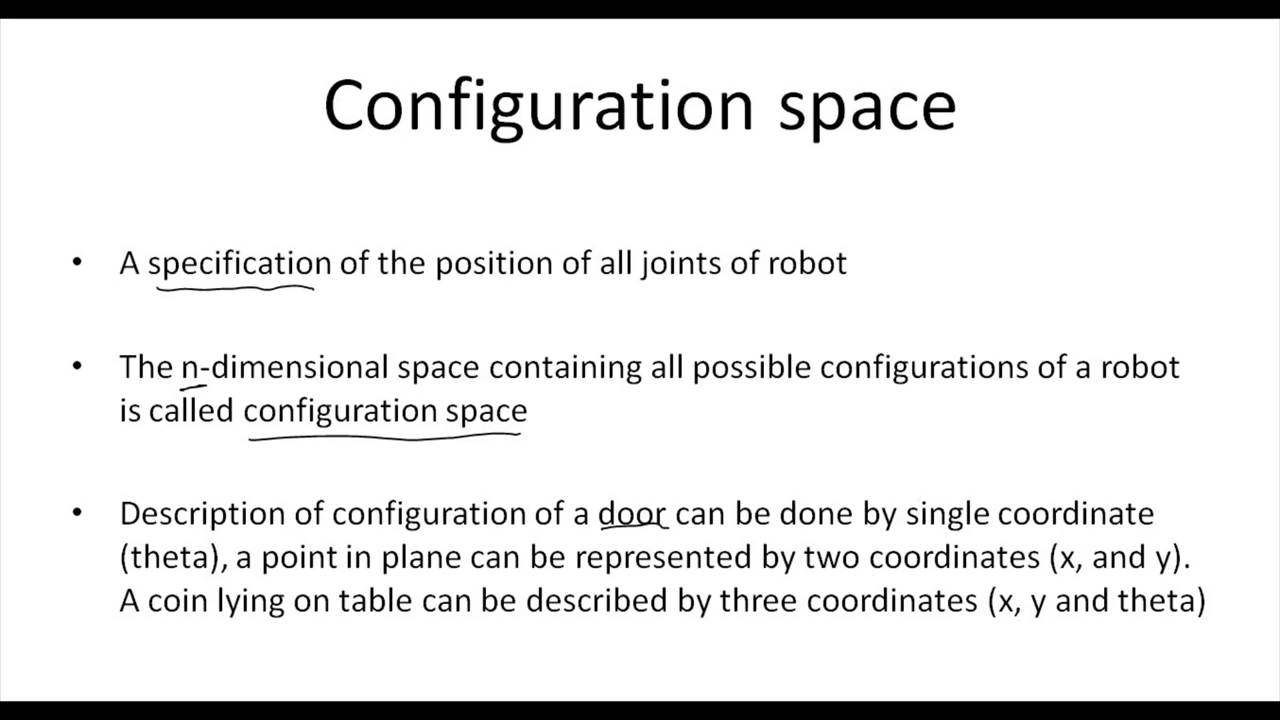 Configuration space
• A specification of the position of all joints of robot
• The n-dimensional space containing all possible configurations of a robot
is called configuration space
• Description of configuration of a door can be done by single coordinate
(theta), a point in plane can be represented by two coordinates (x, and y).
A coin lying on table can be described by three coordinates (x, y and theta)